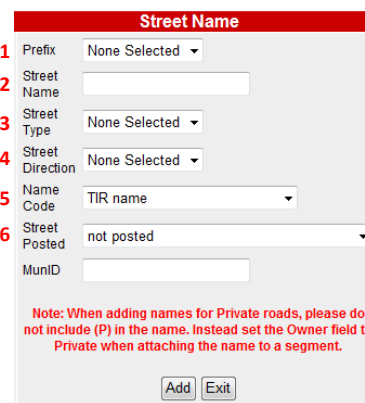 Street Name
1 Prefix None Selected
2 Street Name
3 Street Type None Selected
4 Street Direction None Selected
5 Name Code TIR name
6 Street Posted not posted
MunID
Note: When adding names for Private roads, please do
not include (P) in the name. Instead set the Owner field t
Private when attaching the name to a segment.
Add Exit